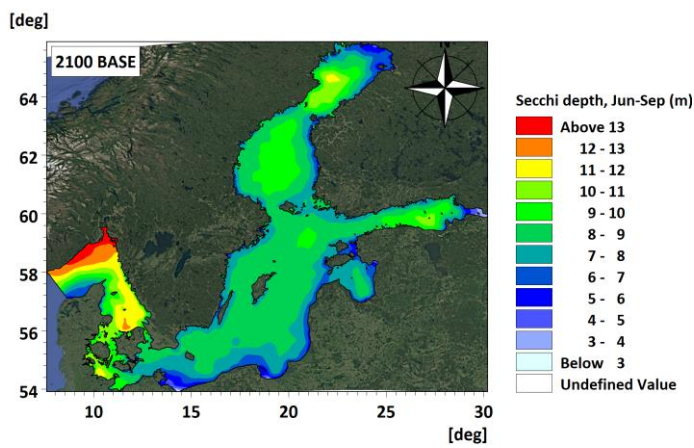 [deg]
2100 BASE
N
64
62
60
58
56
54
10
15
20
25
30
[deg]
Secchi depth, Jun-Sep (m)
Above 13
12 - 13
11 - 12
10 - 11
9 - 10
8 - 9
7 - 8
6 - 7
5 - 6
4 - 5
3 - 4
Below 3
Undefined Value